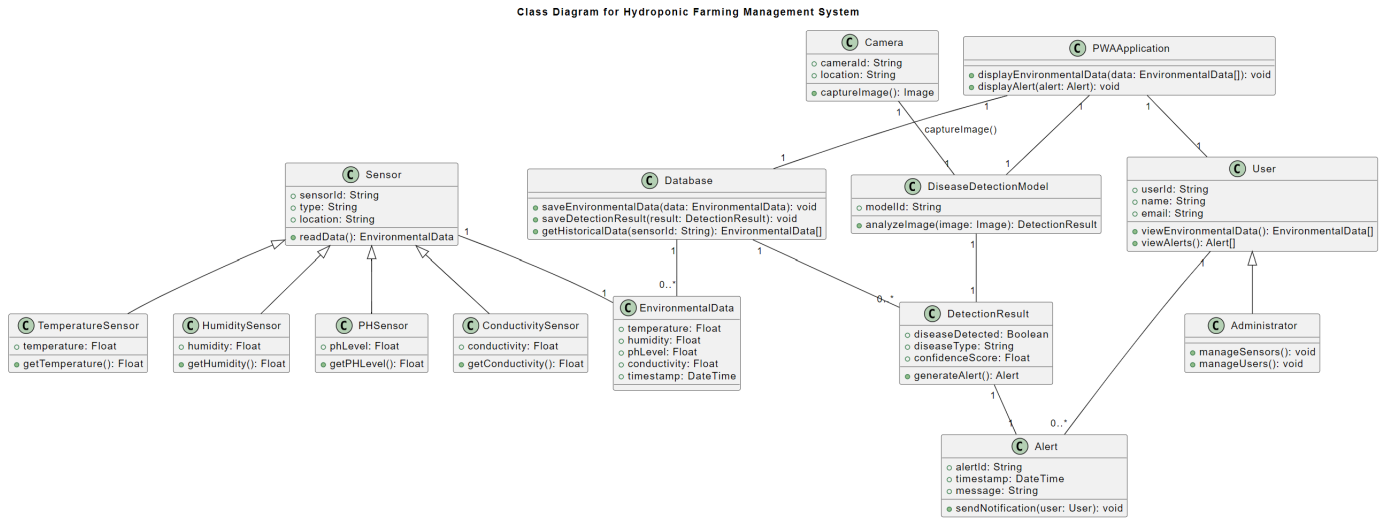 Class Diagram for Hydroponic Farming Management System
C Camera
cameraId: String
location: String
captureImage(): Image
C PWAApplication
displayEnvironmentalData(data: EnvironmentalData[]): void
displayAlert(alert: Alert): void
1
1
1
1
captureImage()
1
1
1
1
C Sensor
sensorId: String
type: String
location: String
readData(): EnvironmentalData
1
C Database
saveEnvironmentalData(data: EnvironmentalData): void
saveDetectionResult(result: DetectionResult): void
getHistoricalData(sensorId: String): EnvironmentalData[]
1
1
C DiseaseDetectionModel
modelId: String
analyzeImage(image: Image): DetectionResult
1
C User
userId: String
name: String
email: String
viewEnvironmentalData(): EnvironmentalData[]
viewAlerts(): Alert[]
1
1
0..*
0..*
1
C TemperatureSensor
temperature: Float
getTemperature(): Float
C HumiditySensor
humidity: Float
getHumidity(): Float
C PHSensor
phLevel: Float
getPHLevel(): Float
C ConductivitySensor
conductivity: Float
getConductivity(): Float
C EnvironmentalData
temperature: Float
humidity: Float
phLevel: Float
conductivity: Float
timestamp: DateTime
C DetectionResult
diseaseDetected: Boolean
diseaseType: String
confidenceScore: Float
generateAlert(): Alert
C Administrator
manageSensors(): void
manageUsers(): void
1
1
0..*
C Alert
alertId: String
timestamp: DateTime
message: String
sendNotification(user: User): void